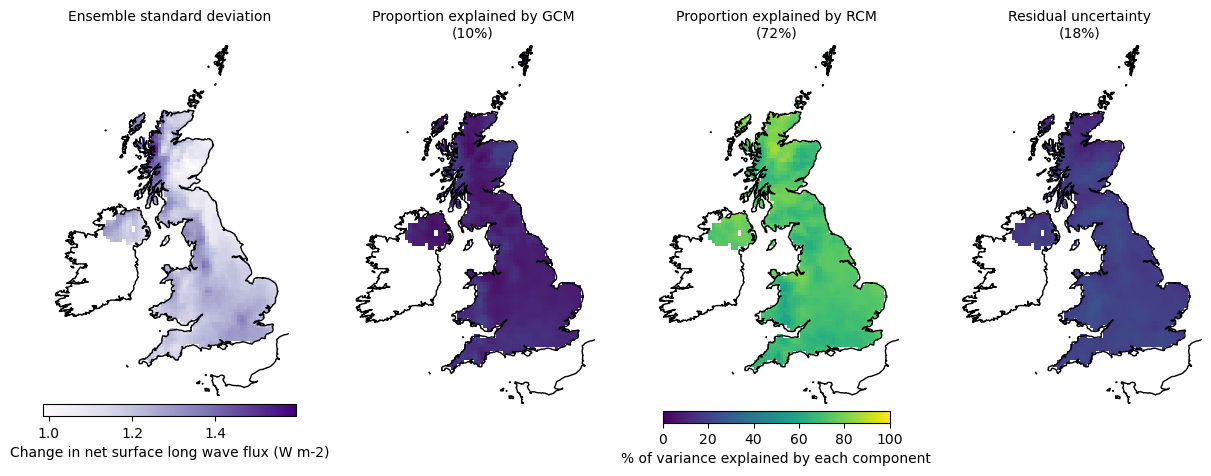 Ensemble standard deviation
Proportion explained by GCM
(10%)
Proportion explained by RCM
(72%)
Residual uncertainty
(18%)
1.0 1.2 1.4
Change in net surface long wave flux (W m-2)
0 20 40 60 80 100
% of variance explained by each component